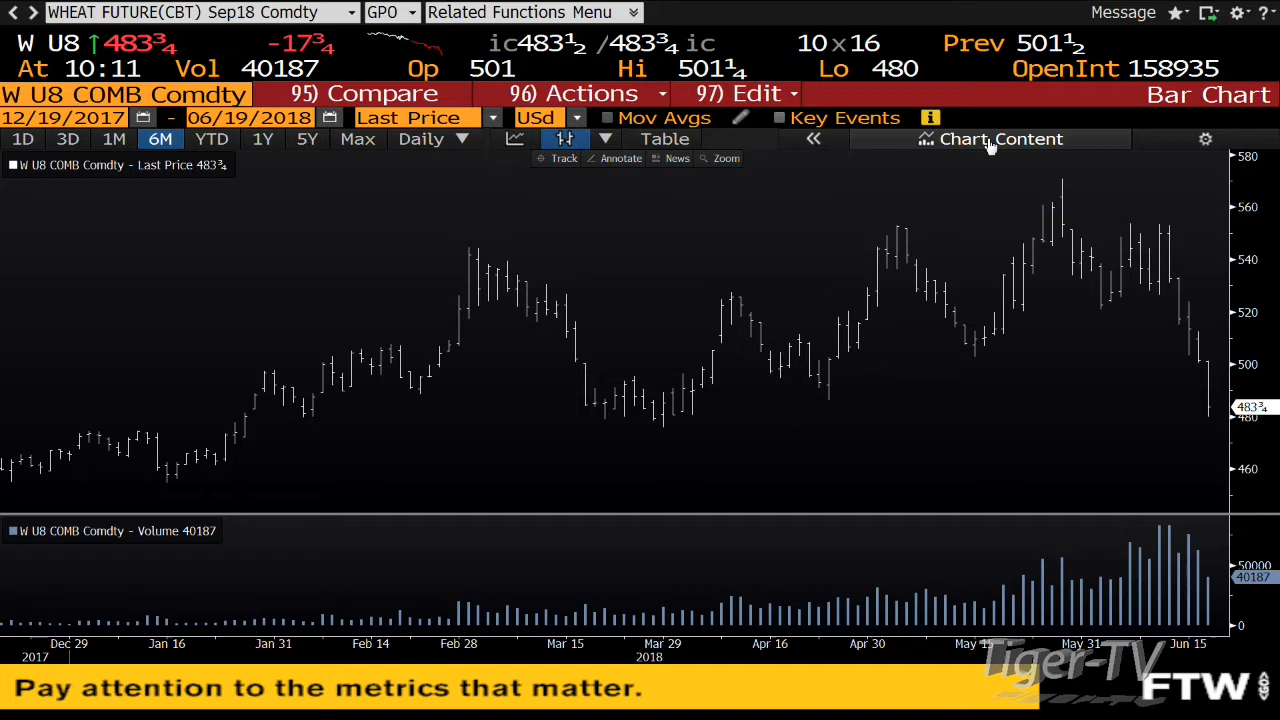 WHEAT FUTURE(CBT) Sep18 Comdty GPO Related Functions Menu Message
W U8 ↑483¾ -17¾ ic483½ /483¾ ic 10 x 16 Prev 501½
At 10:11 Vol 40187 Op 501 Hi 501¼ Lo 480 OpenInt 158935
W U8 COMB Comdty 95) Compare 96) Actions 97) Edit Bar Chart
12/19/2017 - 06/19/2018 Last Price USd Mov Avgs Key Events
1D 3D 1M 6M YTD 1Y 5Y Max Daily Table « Chart Content
Track Annotate News Zoom
W U8 COMB Comdty - Last Price 483¾
580
560
540
520
500
483¾
480
460
W U8 COMB Comdty - Volume 40187
50000
40187
0
Dec 29 Jan 16 Jan 31 Feb 14 Feb 28 Mar 15 Mar 29 Apr 16 Apr 30 May 15 May 31 Jun 15
2017 2018
Tiger-TV
Pay attention to the metrics that matter. FTW <GO>